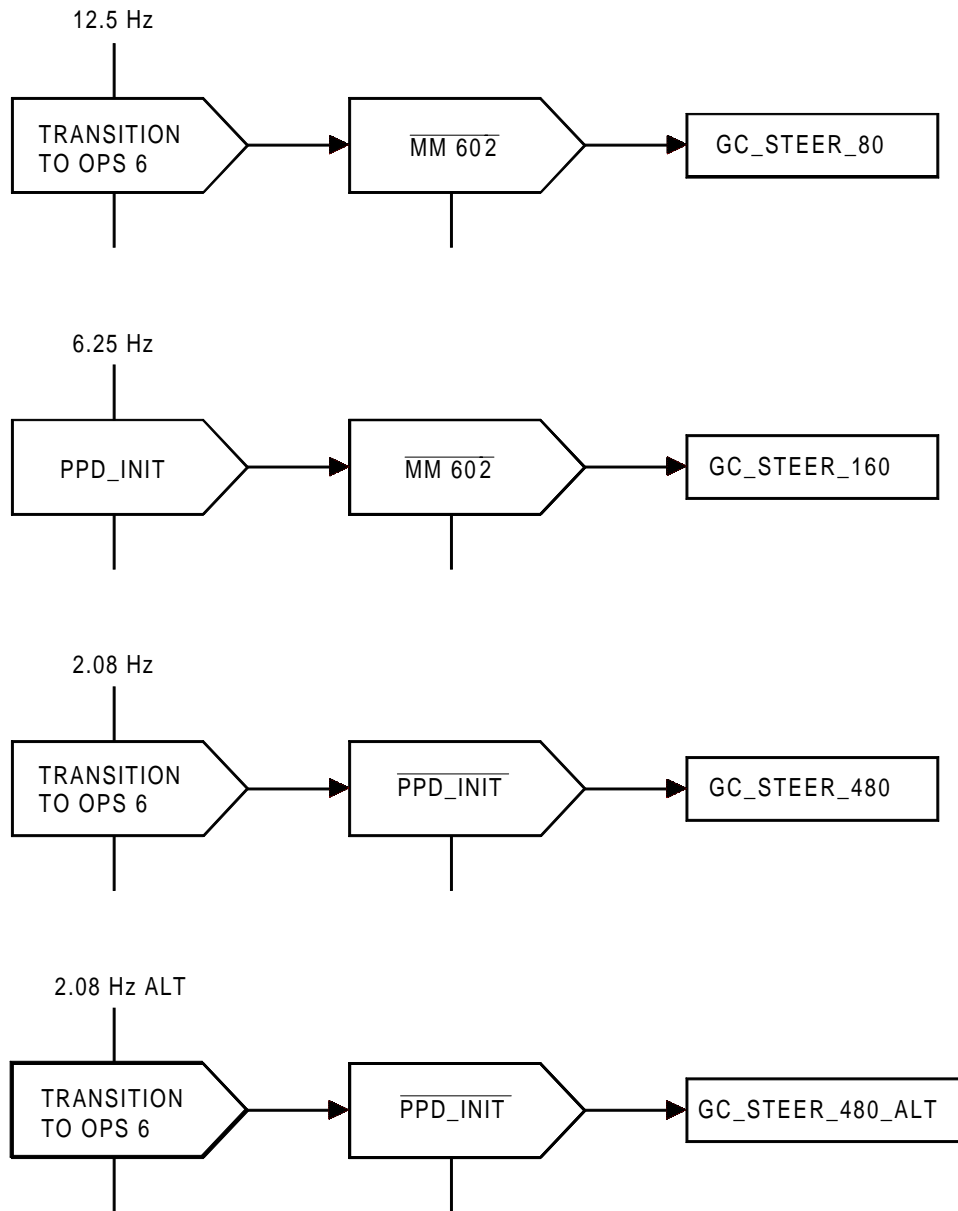 12.5 Hz
TRANSITION
TO OPS 6
MM 602
GC_STEER_80
6.25 Hz
PPD_INIT
MM 602
GC_STEER_160
2.08 Hz
TRANSITION
TO OPS 6
PPD_INIT
GC_STEER_480
2.08 Hz ALT
TRANSITION
TO OPS 6
PPD_INIT
GC_STEER_480_ALT